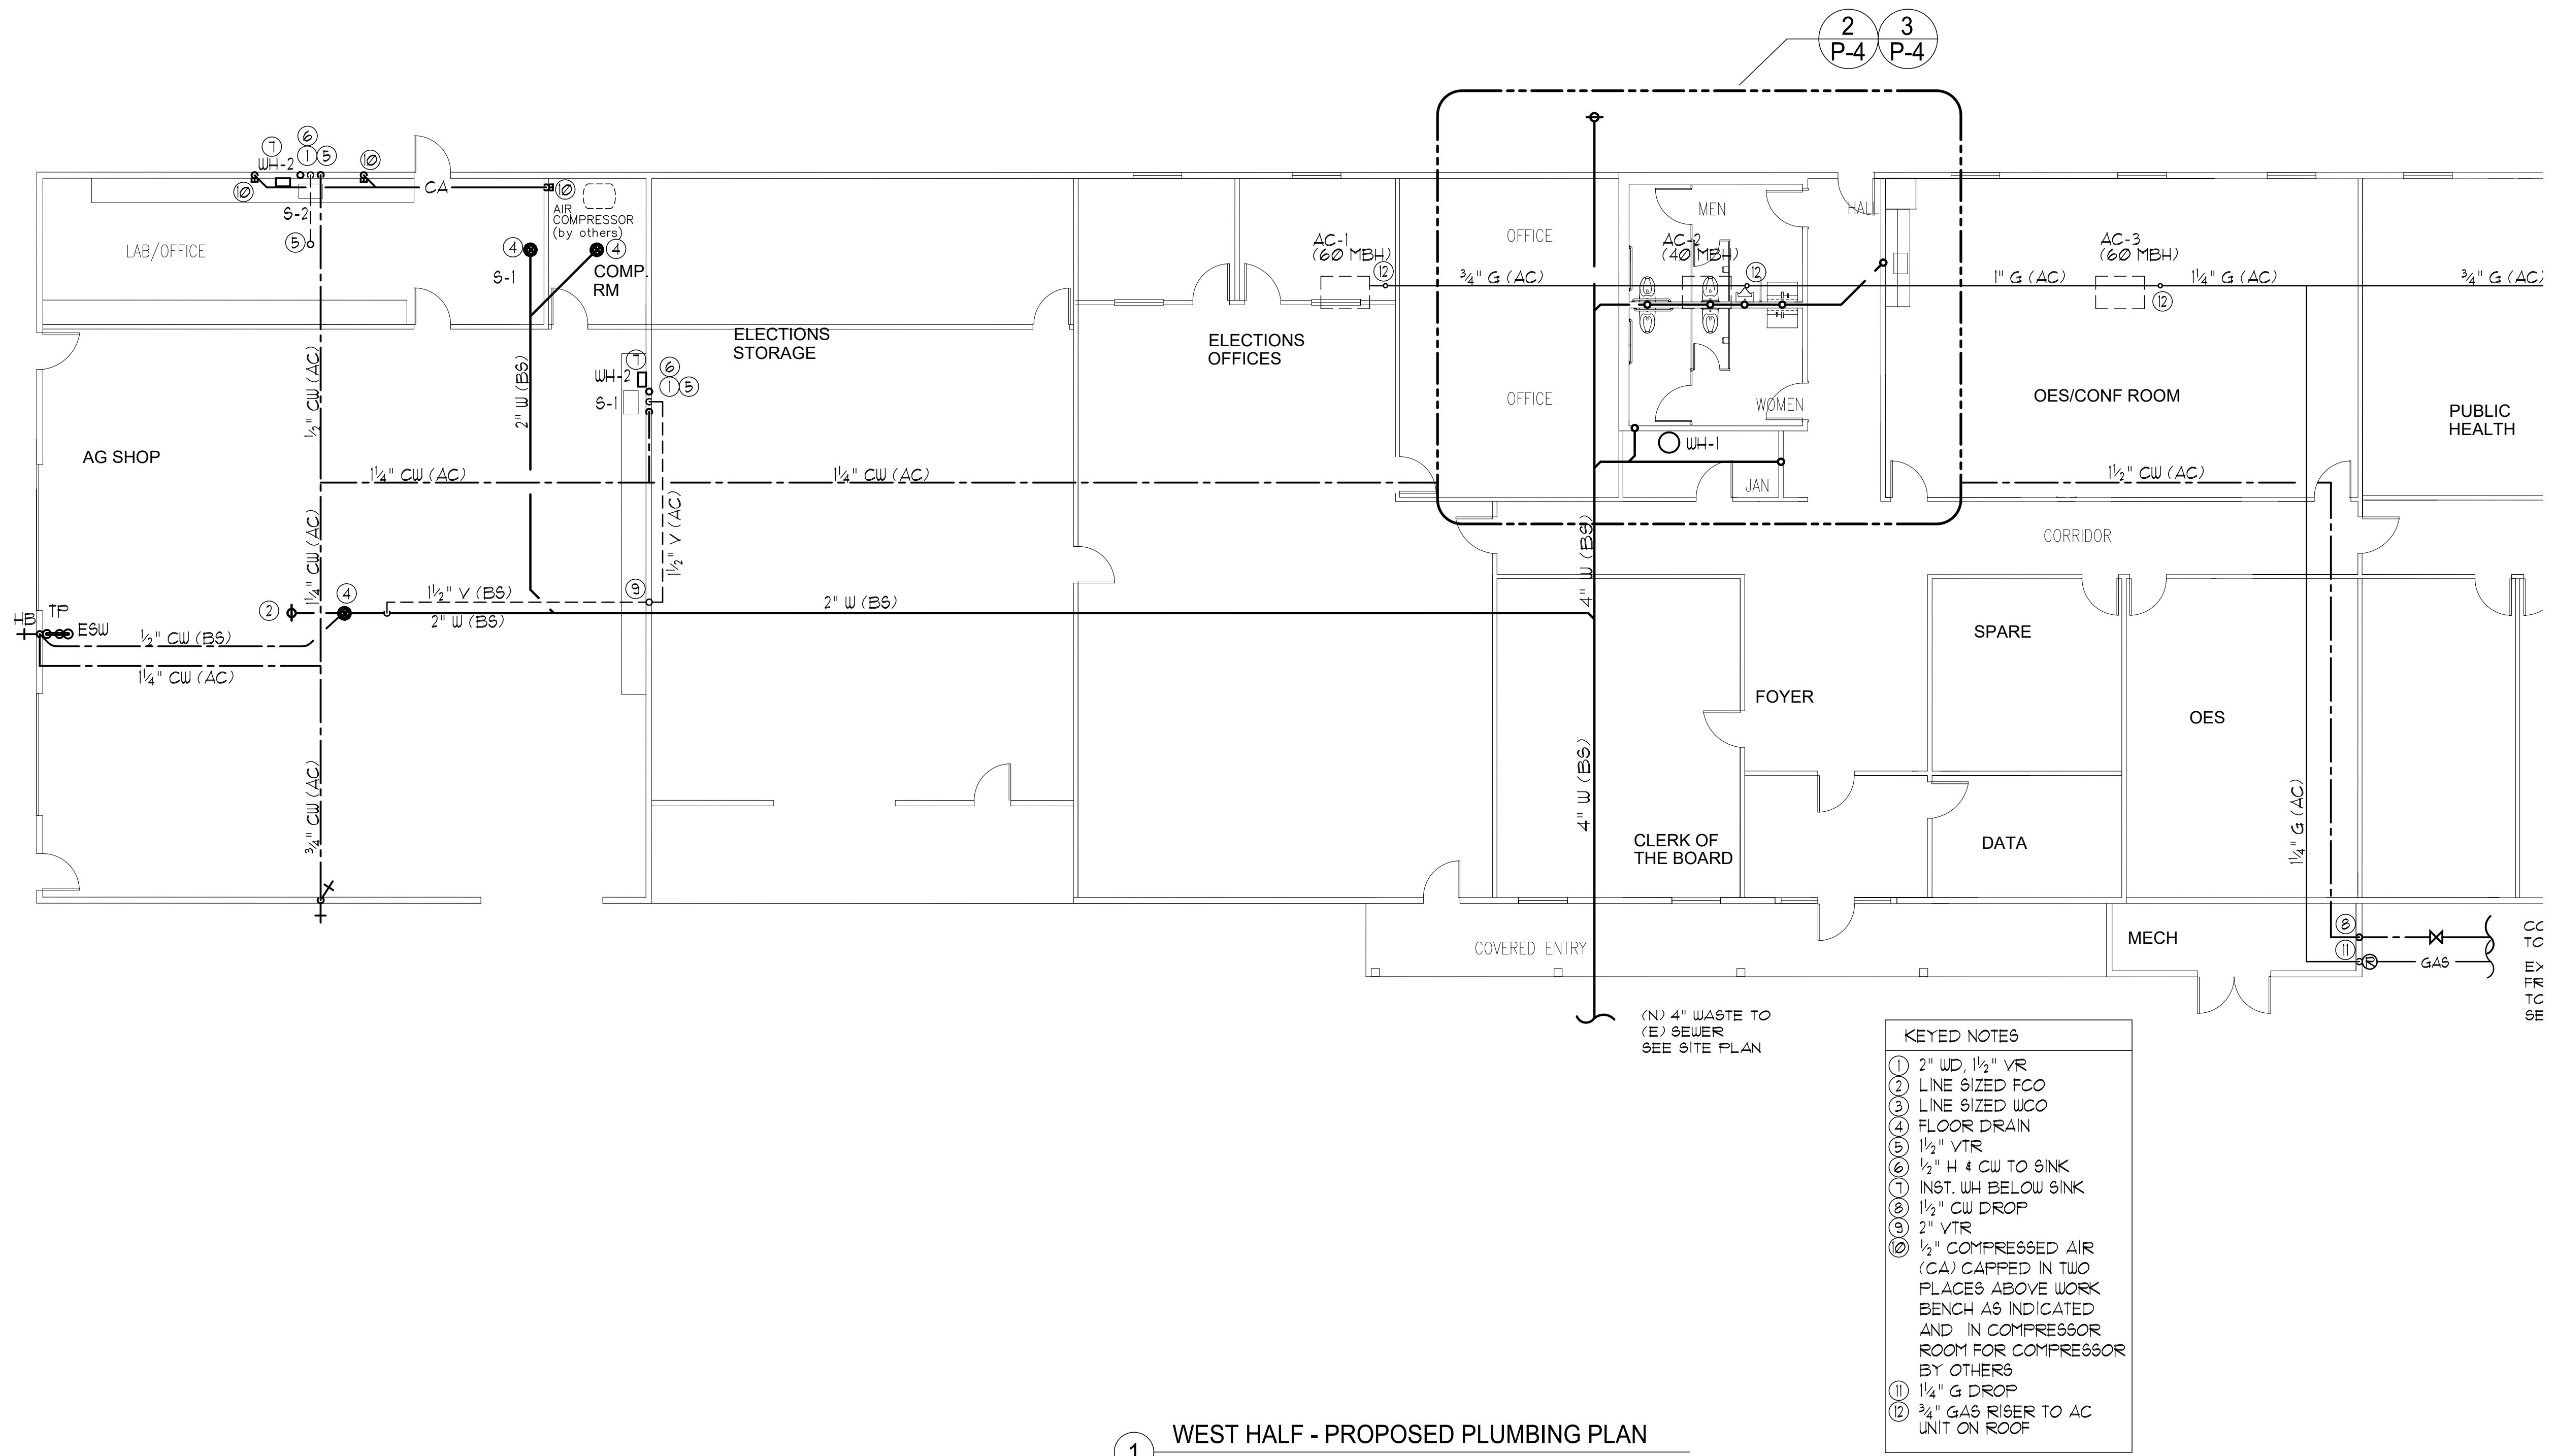 2 3
P-4 P-4
6
7 1 5 10
WH-2
10 CA 10
S-2
AIR
COMPRESSOR
(by others)
5
LAB/OFFICE
4 4
S-1
COMP.
RM
MEN
HALL
OFFICE
AC-1
(60 MBH)
12
3/4" G (AC)
AC-2
(40 MBH)
12
1" G (AC)
AC-3
(60 MBH)
12
1 1/4" G (AC)
3/4" G (AC)
ELECTIONS
STORAGE
ELECTIONS
OFFICES
1/2" CW (AC)
2" W (BS)
7 6
WH-2 1 5
S-1
OFFICE
WOMEN
OES/CONF ROOM
PUBLIC
HEALTH
AG SHOP
WH-1
JAN
1 1/4" CW (AC)
1 1/4" CW (AC)
1 1/2" CW (AC)
1 1/4" CW (AC)
1 1/2" V (AC)
4" W (BS)
CORRIDOR
2 4
1 1/2" V (BS)
9
2" W (BS)
2" W (BS)
HB TP ESW
1/2" CW (BS)
1 1/4" CW (AC)
SPARE
FOYER
OES
3/4" CW (AC)
4" W (BS)
1 1/4" G (AC)
CLERK OF
THE BOARD
DATA
COVERED ENTRY
MECH
8
11 R GAS
CO
TO
EX
FR
TO
SE
(N) 4" WASTE TO
(E) SEWER
SEE SITE PLAN
KEYED NOTES
1 2" WD, 1 1/2" VR
2 LINE SIZED FCO
3 LINE SIZED WCO
4 FLOOR DRAIN
5 1 1/2" VTR
6 1/2" H & CW TO SINK
7 INST. WH BELOW SINK
8 1 1/2" CW DROP
9 2" VTR
10 1/2" COMPRESSED AIR
(CA) CAPPED IN TWO
PLACES ABOVE WORK
BENCH AS INDICATED
AND IN COMPRESSOR
ROOM FOR COMPRESSOR
BY OTHERS
11 1 1/4" G DROP
12 3/4" GAS RISER TO AC
UNIT ON ROOF
1 WEST HALF - PROPOSED PLUMBING PLAN